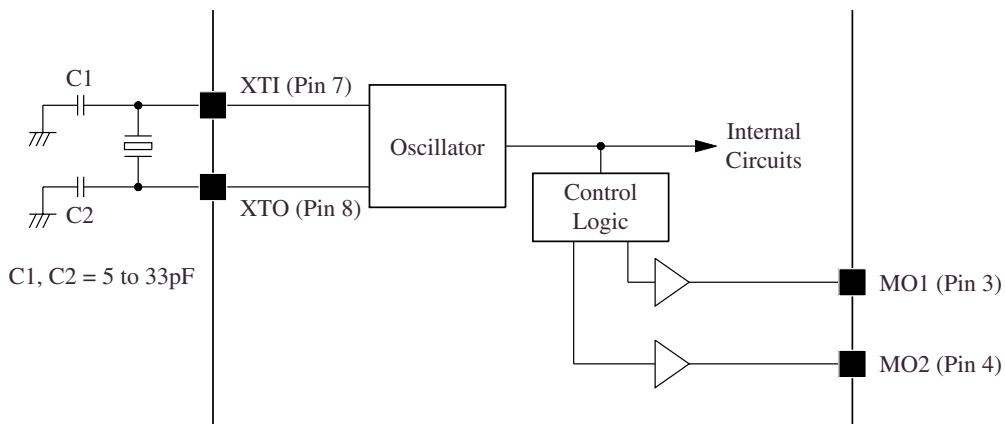 C1
XTI (Pin 7)
Oscillator
Internal
Circuits
Control
Logic
C2
XTO (Pin 8)
C1, C2 = 5 to 33pF
MO1 (Pin 3)
MO2 (Pin 4)